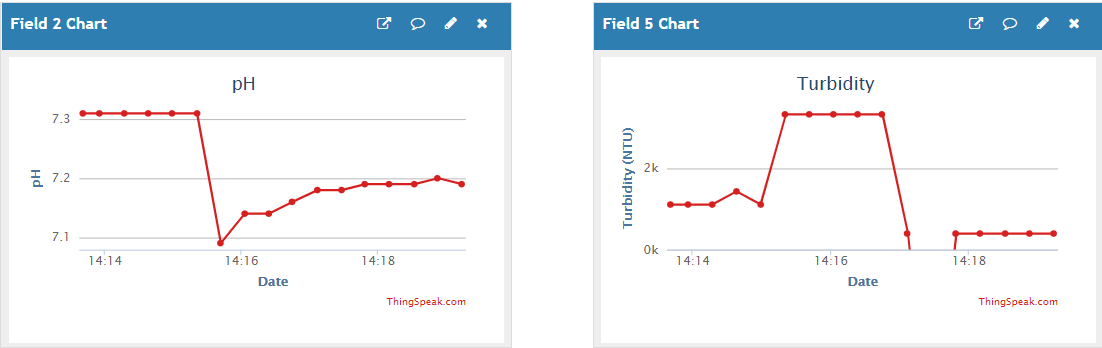 Field 2 Chart
pH
7.3
7.2
7.1
pH
14:14
14:16
14:18
Date
ThingSpeak.com
Field 5 Chart
Turbidity
2k
0k
Turbidity (NTU)
14:14
14:16
14:18
Date
ThingSpeak.com